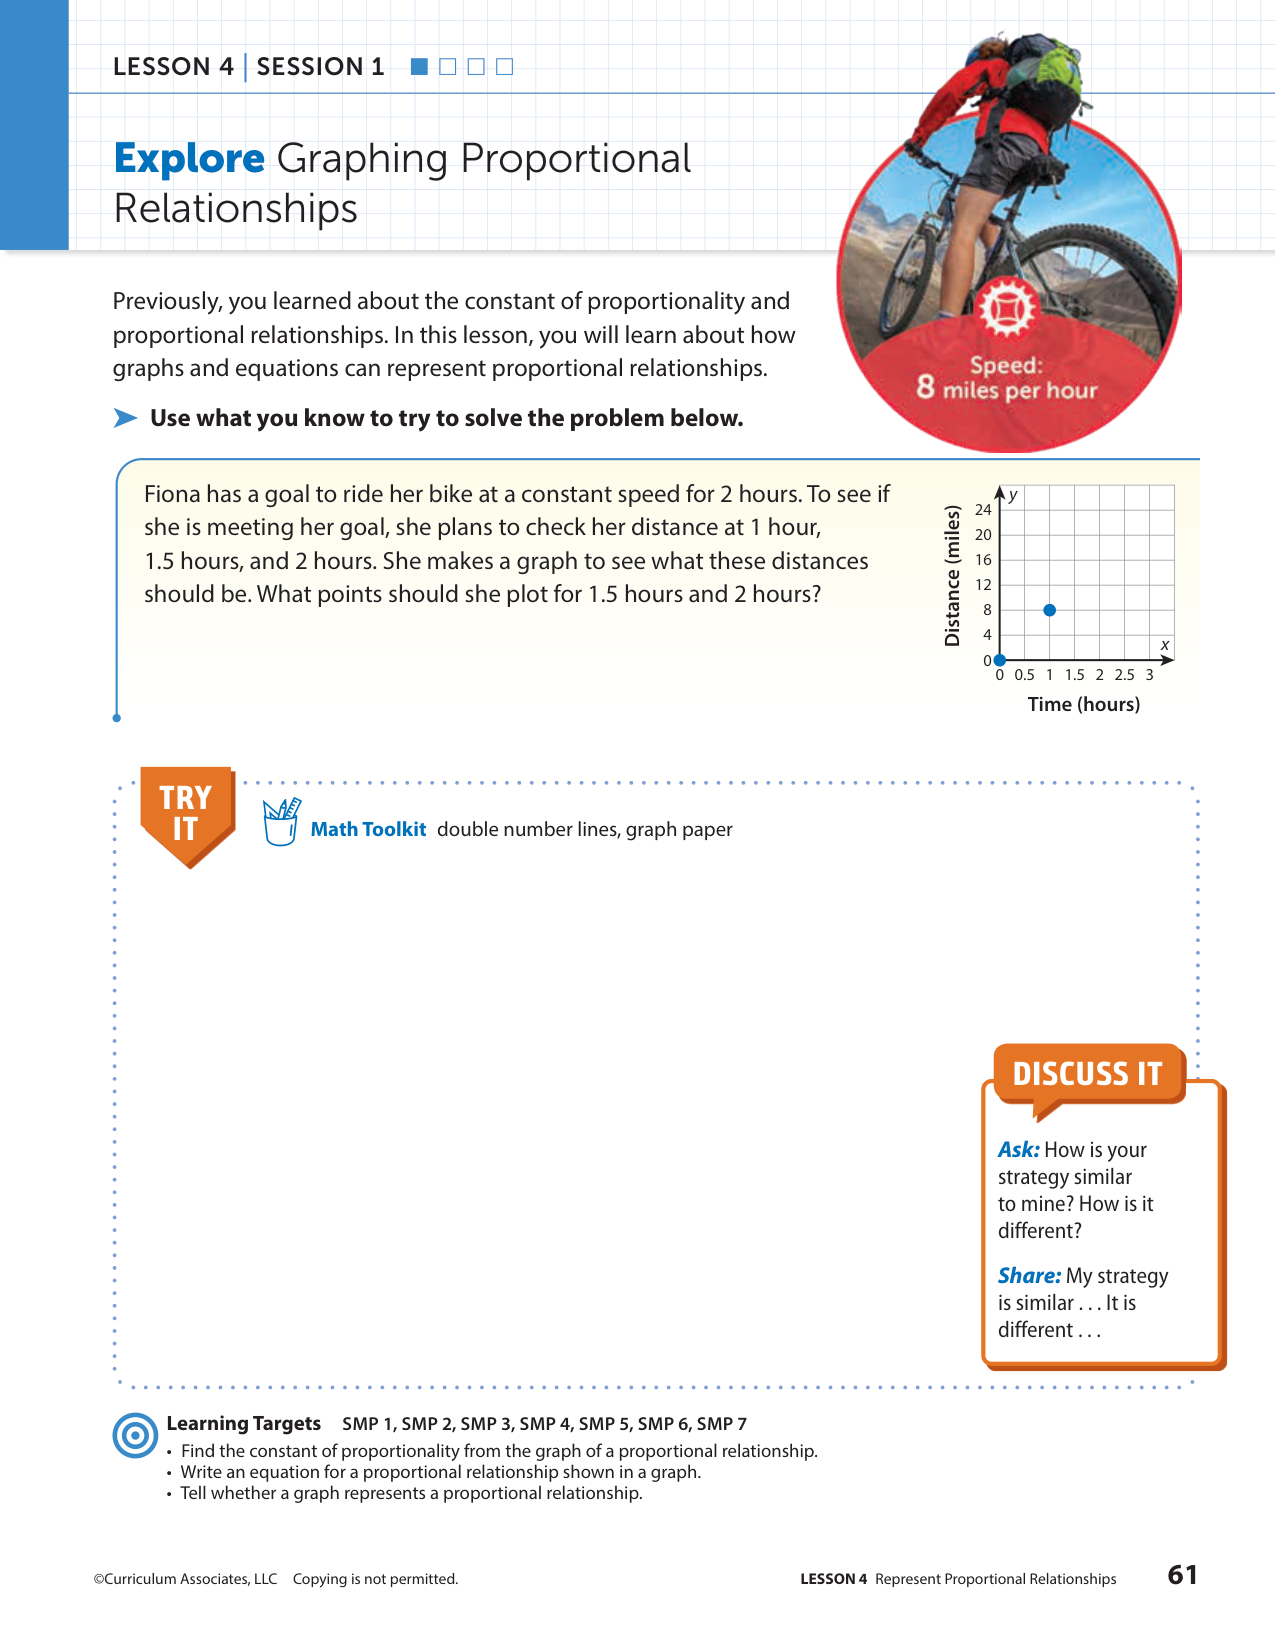 LESSON 4 | SESSION 1
Explore Graphing Proportional
Relationships
Speed:
8 miles per hour
Previously, you learned about the constant of proportionality and
proportional relationships. In this lesson, you will learn about how
graphs and equations can represent proportional relationships.
Use what you know to try to solve the problem below.
Fiona has a goal to ride her bike at a constant speed for 2 hours. To see if
she is meeting her goal, she plans to check her distance at 1 hour,
1.5 hours, and 2 hours. She makes a graph to see what these distances
should be. What points should she plot for 1.5 hours and 2 hours?
Distance (miles)
y
24
20
16
12
8
4
0
x
0 0.5 1 1.5 2 2.5 3
Time (hours)
TRY
IT
Math Toolkit double number lines, graph paper
DISCUSS IT
Ask: How is your
strategy similar
to mine? How is it
different?
Share: My strategy
is similar . . . It is
different . . .
Learning Targets SMP 1, SMP 2, SMP 3, SMP 4, SMP 5, SMP 6, SMP 7
• Find the constant of proportionality from the graph of a proportional relationship.
• Write an equation for a proportional relationship shown in a graph.
• Tell whether a graph represents a proportional relationship.
©Curriculum Associates, LLC Copying is not permitted.
LESSON 4 Represent Proportional Relationships 61